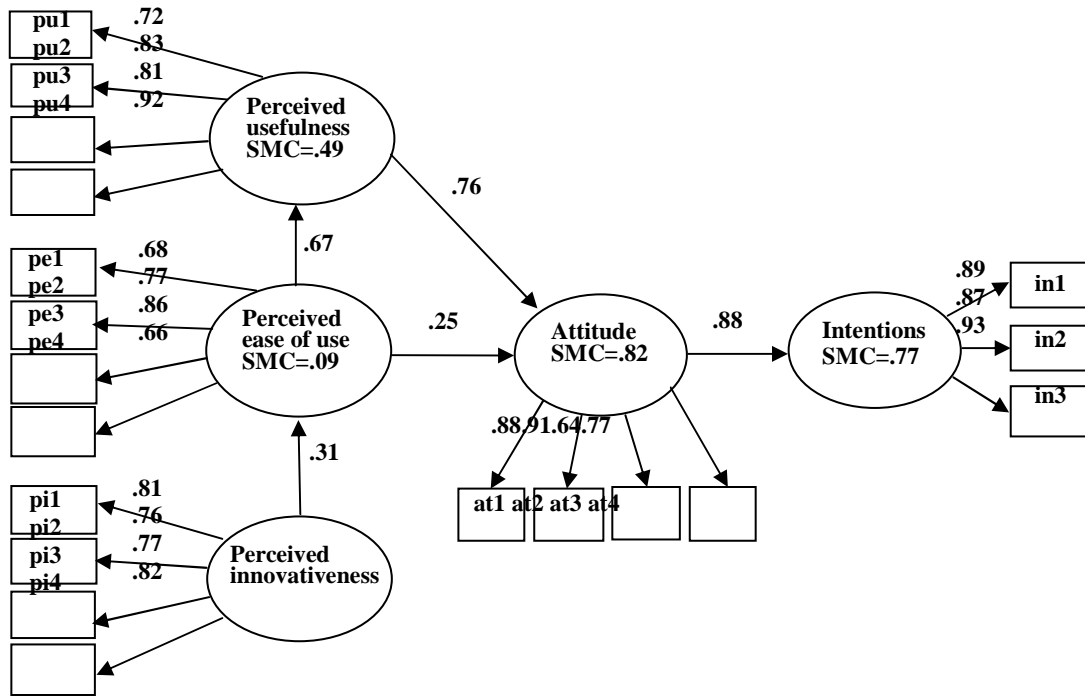 pu1
pu2
pu3
pu4
.72
.83
.81
.92
Perceived
usefulness
SMC=.49
.76
.67
pe1
pe2
pe3
pe4
.68
.77
.86
.66
Perceived
ease of use
SMC=.09
.25
Attitude
SMC=.82
.88
Intentions
SMC=.77
.89
.87
.93
in1
in2
in3
.88.91.64.77
at1 at2 at3 at4
.31
pi1
pi2
pi3
pi4
.81
.76
.77
.82
Perceived
innovativeness